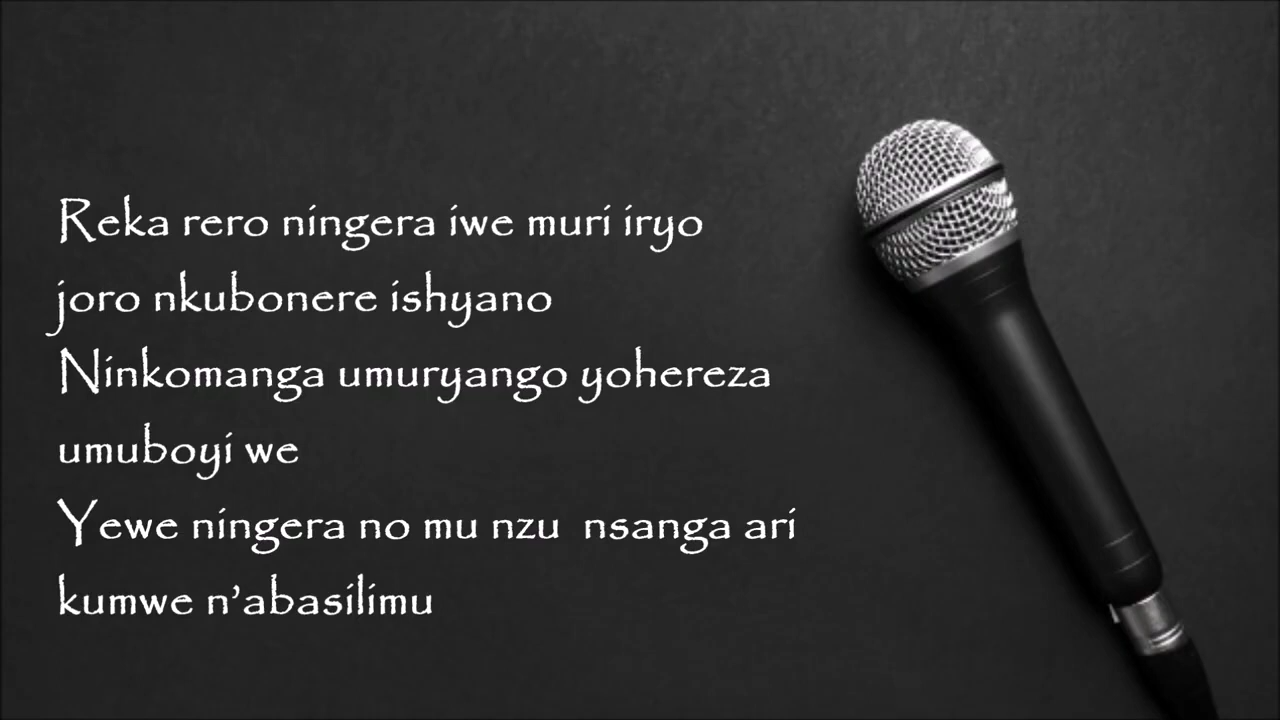 Reka rero ningera iwe muri iryo
joro nkubonere ishyano
Ninkomanga umuryango yohereza
umuboyi we
Yewe ningera no mu nzu  nsanga ari
kumwe n’abasilimu